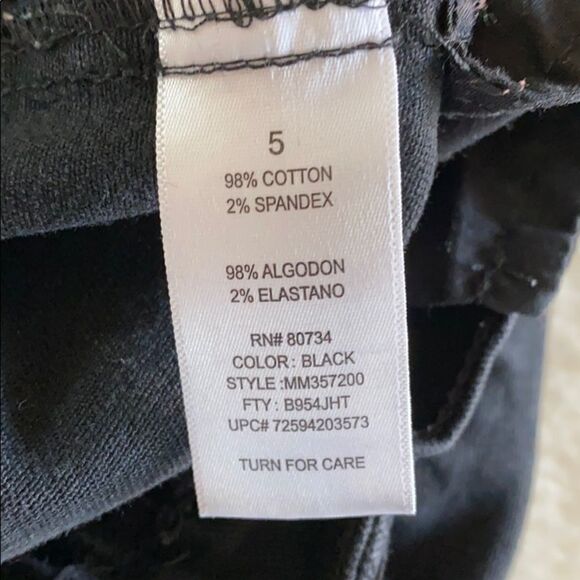 5
98% COTTON
2% SPANDEX
98% ALGODON
2% ELASTANO
RN# 80734
COLOR : BLACK
STYLE :MM357200
FTY : B954JHT
UPC# 72594203573
TURN FOR CARE